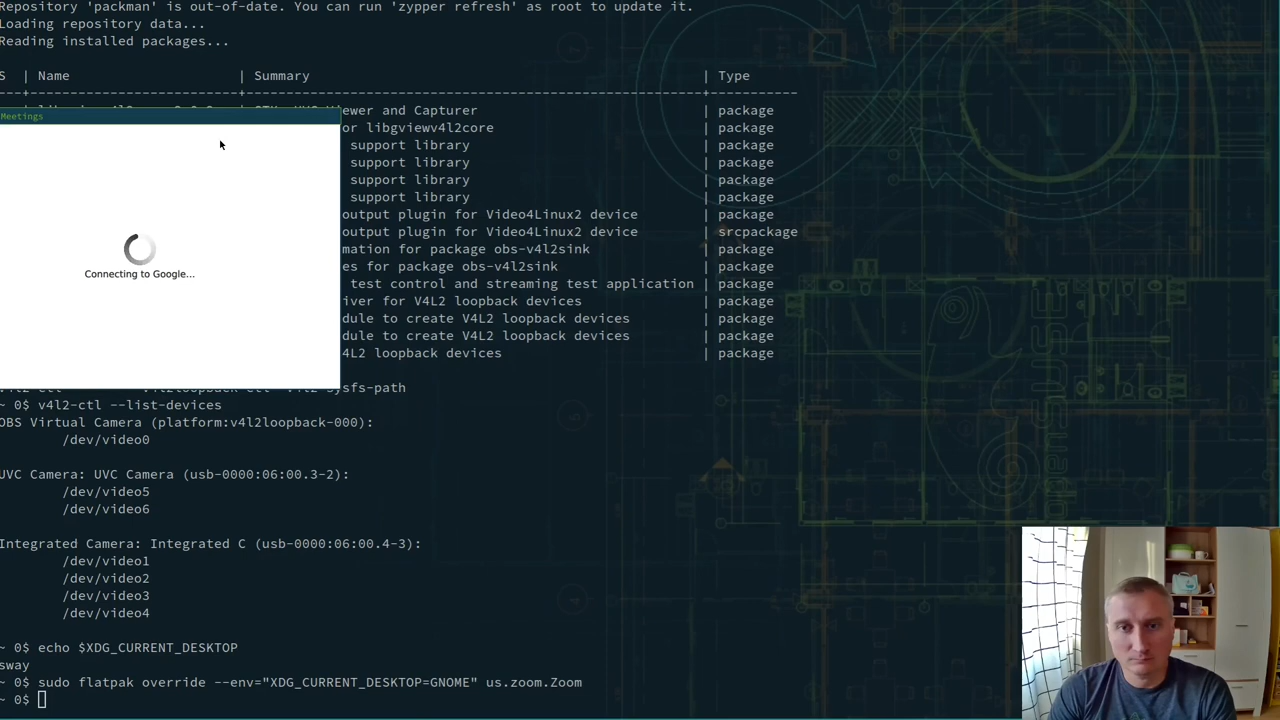 Repository 'packman' is out-of-date. You can run 'zypper refresh' as root to update it.
Loading repository data...
Reading installed packages...
S | Name | Summary | Type
ewer and Capturer | package
Meetings
or libgviewv4l2core | package
support library | package
support library | package
support library | package
support library | package
output plugin for Video4Linux2 device | package
output plugin for Video4Linux2 device | srcpackage
mation for package obs-v4l2sink | package
es for package obs-v4l2sink | package
Connecting to Google...
test control and streaming test application | package
iver for V4L2 loopback devices | package
dule to create V4L2 loopback devices | package
dule to create V4L2 loopback devices | package
4L2 loopback devices | package
sysfs-path
~ 0$ v4l2-ctl --list-devices
OBS Virtual Camera (platform:v4l2loopback-000):
/dev/video0
UVC Camera: UVC Camera (usb-0000:06:00.3-2):
/dev/video5
/dev/video6
Integrated Camera: Integrated C (usb-0000:06:00.4-3):
/dev/video1
/dev/video2
/dev/video3
/dev/video4
~ 0$ echo $XDG_CURRENT_DESKTOP
sway
~ 0$ sudo flatpak override --env="XDG_CURRENT_DESKTOP=GNOME" us.zoom.Zoom
~ 0$
openSUSE